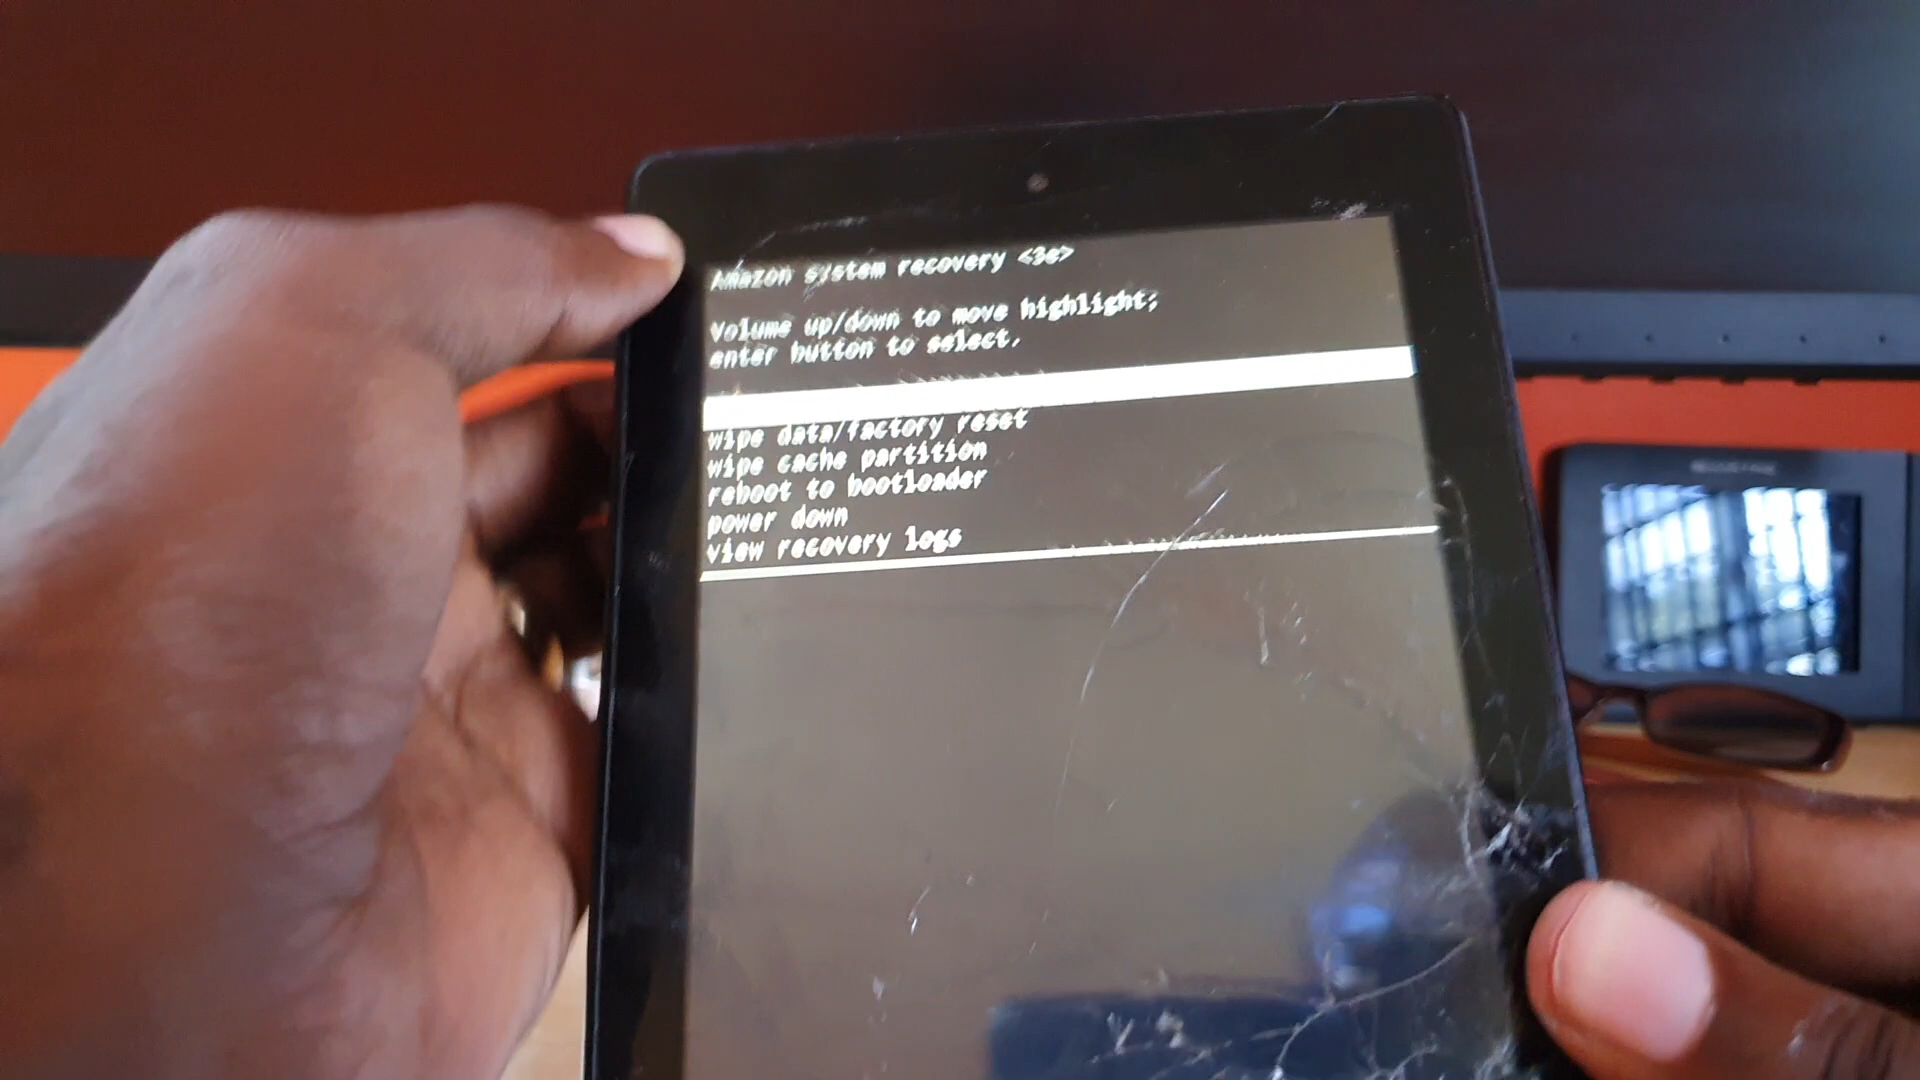 Amazon system recovery <3e>
Volume up/down to move highlight;
enter button to select.
wipe data/factory reset
wipe cache partition
reboot to bootloader
power down
view recovery logs